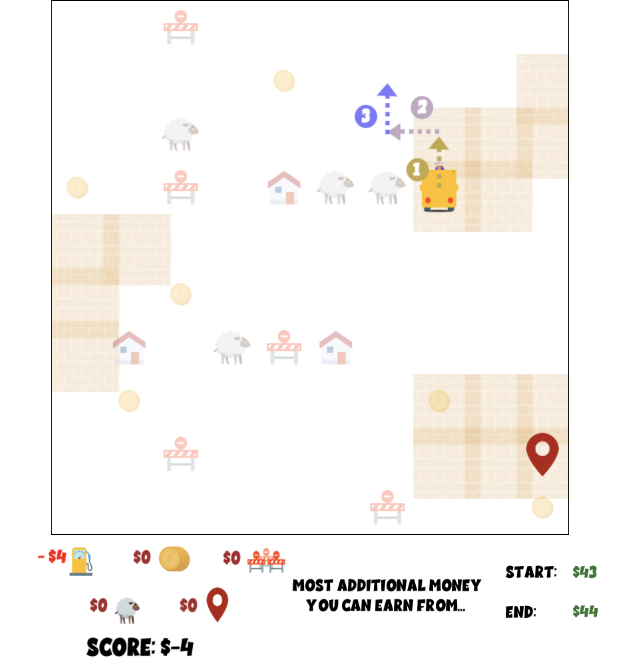 3
2
1
- $4
$0
$0
$0
$0
SCORE: $-4
MOST ADDITIONAL MONEY
YOU CAN EARN FROM...
START: $43
END: $44